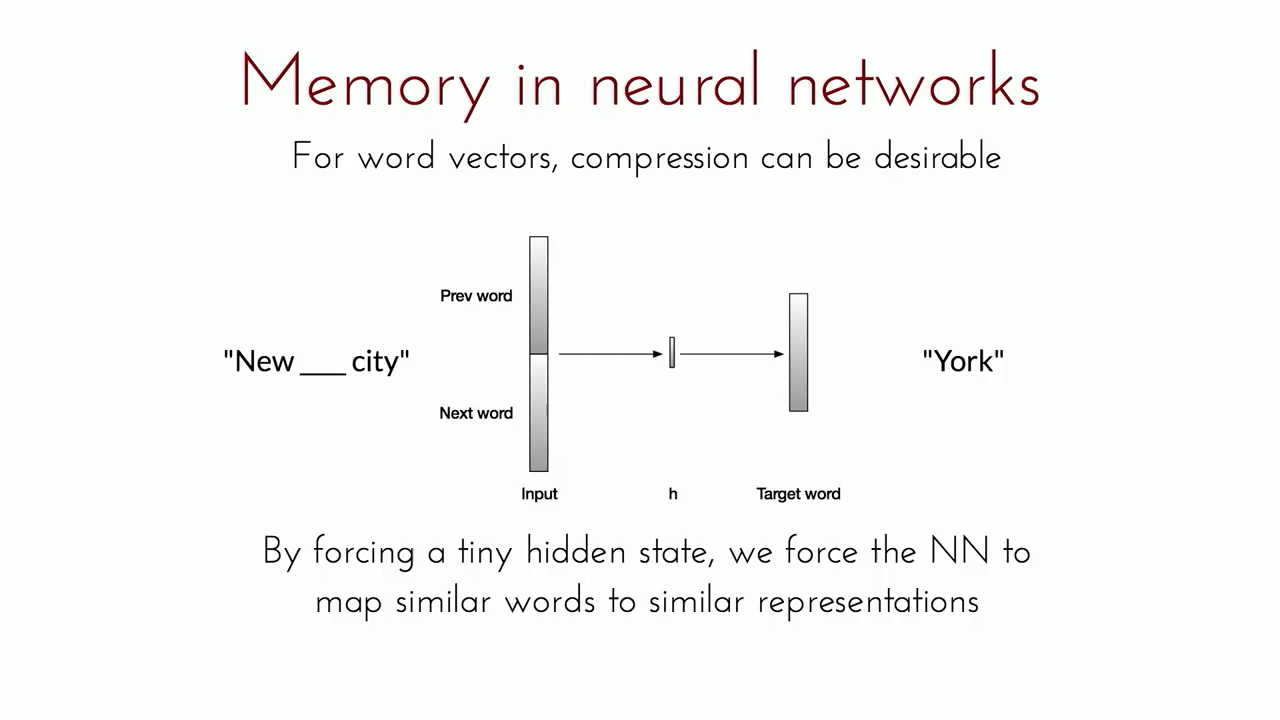 Memory in neural networks
For word vectors, compression can be desirable
Prev word
"New ___ city"
"York"
Next word
Input
h
Target word
By forcing a tiny hidden state, we force the NN to
map similar words to similar representations